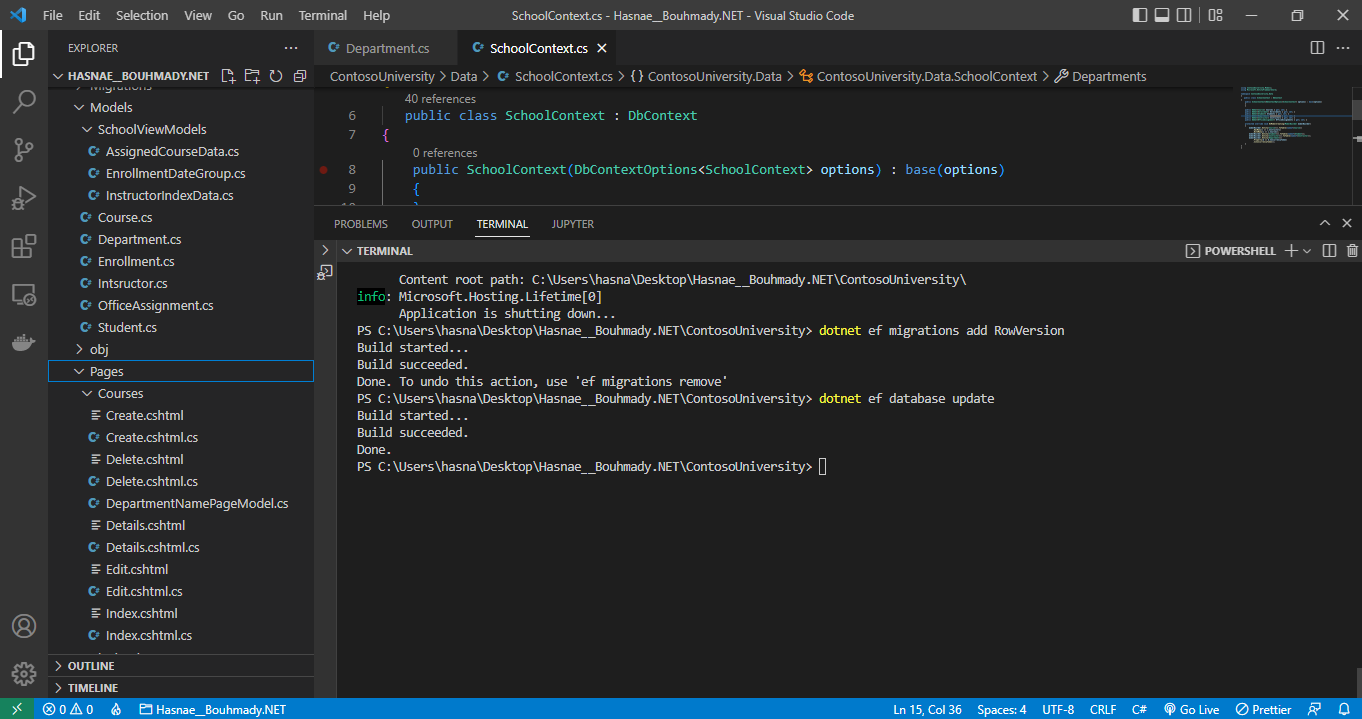 File Edit Selection View Go Run Terminal Help
SchoolContext.cs - Hasnae__Bouhmady.NET - Visual Studio Code
EXPLORER
HASNAE__BOUHMADY.NET
Migrations
Models
SchoolViewModels
AssignedCourseData.cs
EnrollmentDateGroup.cs
InstructorIndexData.cs
Course.cs
Department.cs
Enrollment.cs
Intsructor.cs
OfficeAssignment.cs
Student.cs
obj
Pages
Courses
Create.cshtml
Create.cshtml.cs
Delete.cshtml
Delete.cshtml.cs
DepartmentNamePageModel.cs
Details.cshtml
Details.cshtml.cs
Edit.cshtml
Edit.cshtml.cs
Index.cshtml
Index.cshtml.cs
OUTLINE
TIMELINE
Department.cs SchoolContext.cs
ContosoUniversity > Data > SchoolContext.cs > {} ContosoUniversity.Data > ContosoUniversity.Data.SchoolContext > Departments
40 references
6 public class SchoolContext : DbContext
7 {
0 references
8 public SchoolContext(DbContextOptions<SchoolContext> options) : base(options)
9 {
10 }
PROBLEMS OUTPUT TERMINAL JUPYTER
TERMINAL
POWERSHELL
Content root path: C:\Users\hasna\Desktop\Hasnae__Bouhmady.NET\ContosoUniversity\
info: Microsoft.Hosting.Lifetime[0]
Application is shutting down...
PS C:\Users\hasna\Desktop\Hasnae__Bouhmady.NET\ContosoUniversity> dotnet ef migrations add RowVersion
Build started...
Build succeeded.
Done. To undo this action, use 'ef migrations remove'
PS C:\Users\hasna\Desktop\Hasnae__Bouhmady.NET\ContosoUniversity> dotnet ef database update
Build started...
Build succeeded.
Done.
PS C:\Users\hasna\Desktop\Hasnae__Bouhmady.NET\ContosoUniversity>
0 0 Hasnae__Bouhmady.NET
Ln 15, Col 36 Spaces: 4 UTF-8 CRLF C# Go Live Prettier